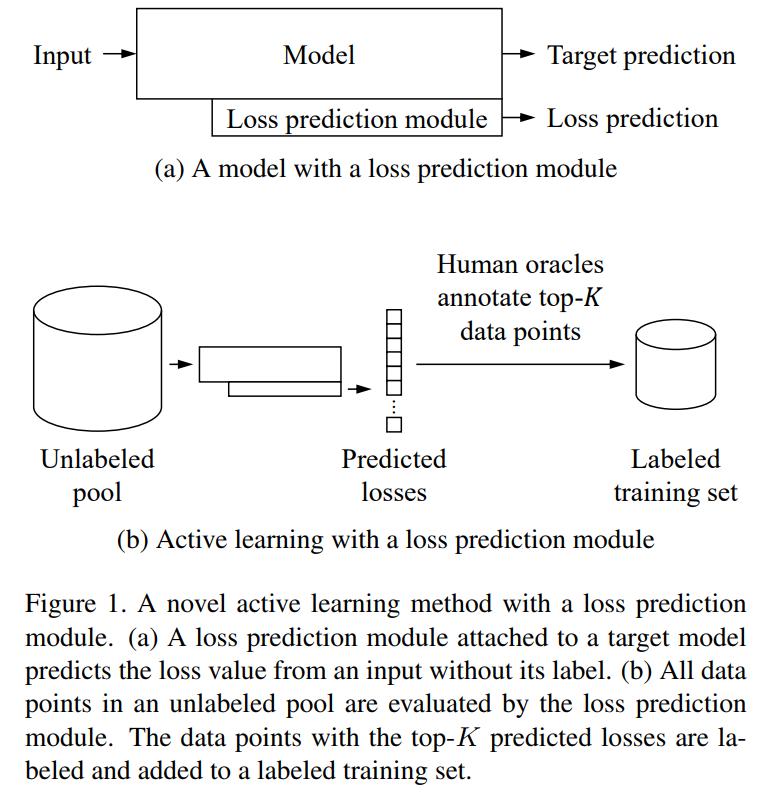 Input
Model
Target prediction
Loss prediction module
Loss prediction
(a) A model with a loss prediction module
Human oracles
annotate top-K
data points
Unlabeled
pool
Predicted
losses
Labeled
training set
(b) Active learning with a loss prediction module
Figure 1. A novel active learning method with a loss prediction
module. (a) A loss prediction module attached to a target model
predicts the loss value from an input without its label. (b) All data
points in an unlabeled pool are evaluated by the loss prediction
module. The data points with the top-K predicted losses are la-
beled and added to a labeled training set.